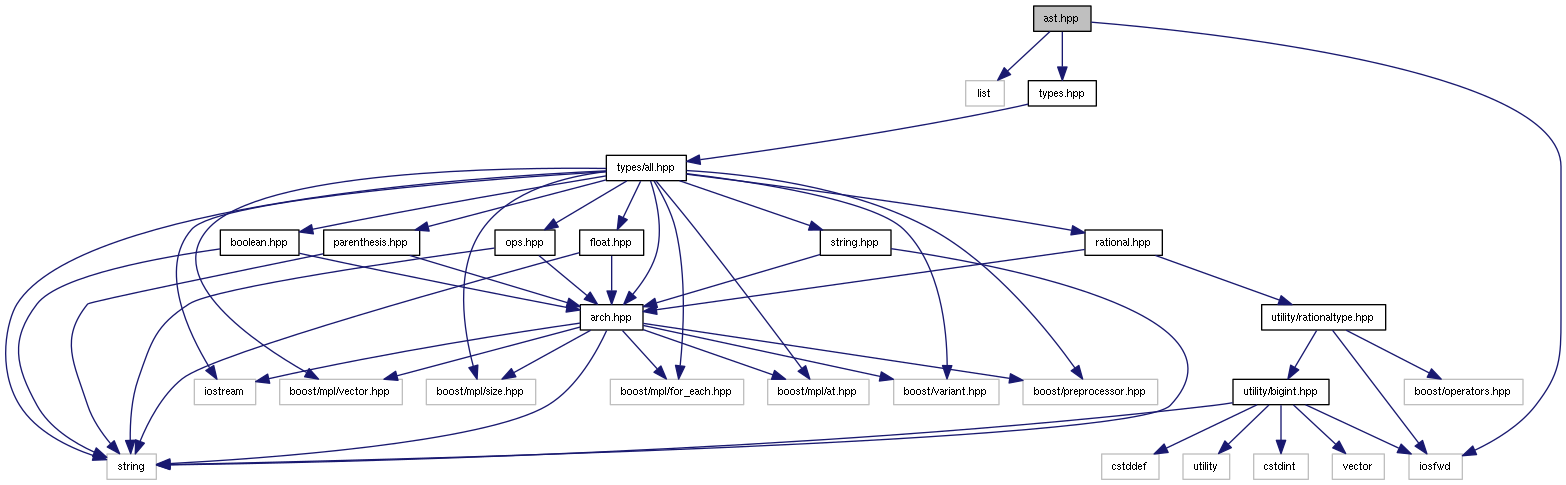 ast.hpp
list
types.hpp
types/all.hpp
boolean.hpp
parenthesis.hpp
ops.hpp
float.hpp
string.hpp
rational.hpp
arch.hpp
utility/rationaltype.hpp
iostream
boost/mpl/vector.hpp
boost/mpl/size.hpp
boost/mpl/for_each.hpp
boost/mpl/at.hpp
boost/variant.hpp
boost/preprocessor.hpp
utility/bigint.hpp
boost/operators.hpp
string
cstddef
utility
cstdint
vector
iosfwd